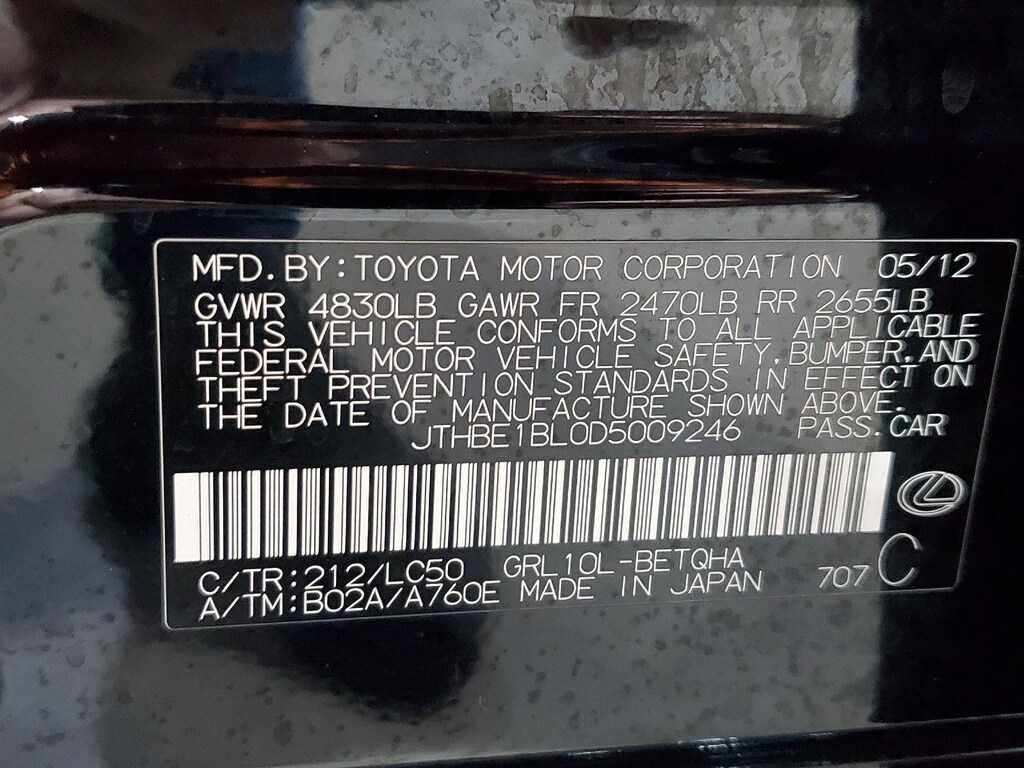 MFD.BY:TOYOTA MOTOR CORPORATION 05/12
GVWR 4830LB GAWR FR 2470LB RR 2655LB
THIS VEHICLE CONFORMS TO ALL APPLICABLE
FEDERAL MOTOR VEHICLE SAFETY,BUMPER,AND
THEFT PREVENTION STANDARDS IN EFFECT ON
THE DATE OF MANUFACTURE SHOWN ABOVE.
JTHBE1BL0D5009246 PASS.CAR
C/TR:212/LC50 GRL10L-BETQHA 707 C
A/TM:B02A/A760E MADE IN JAPAN